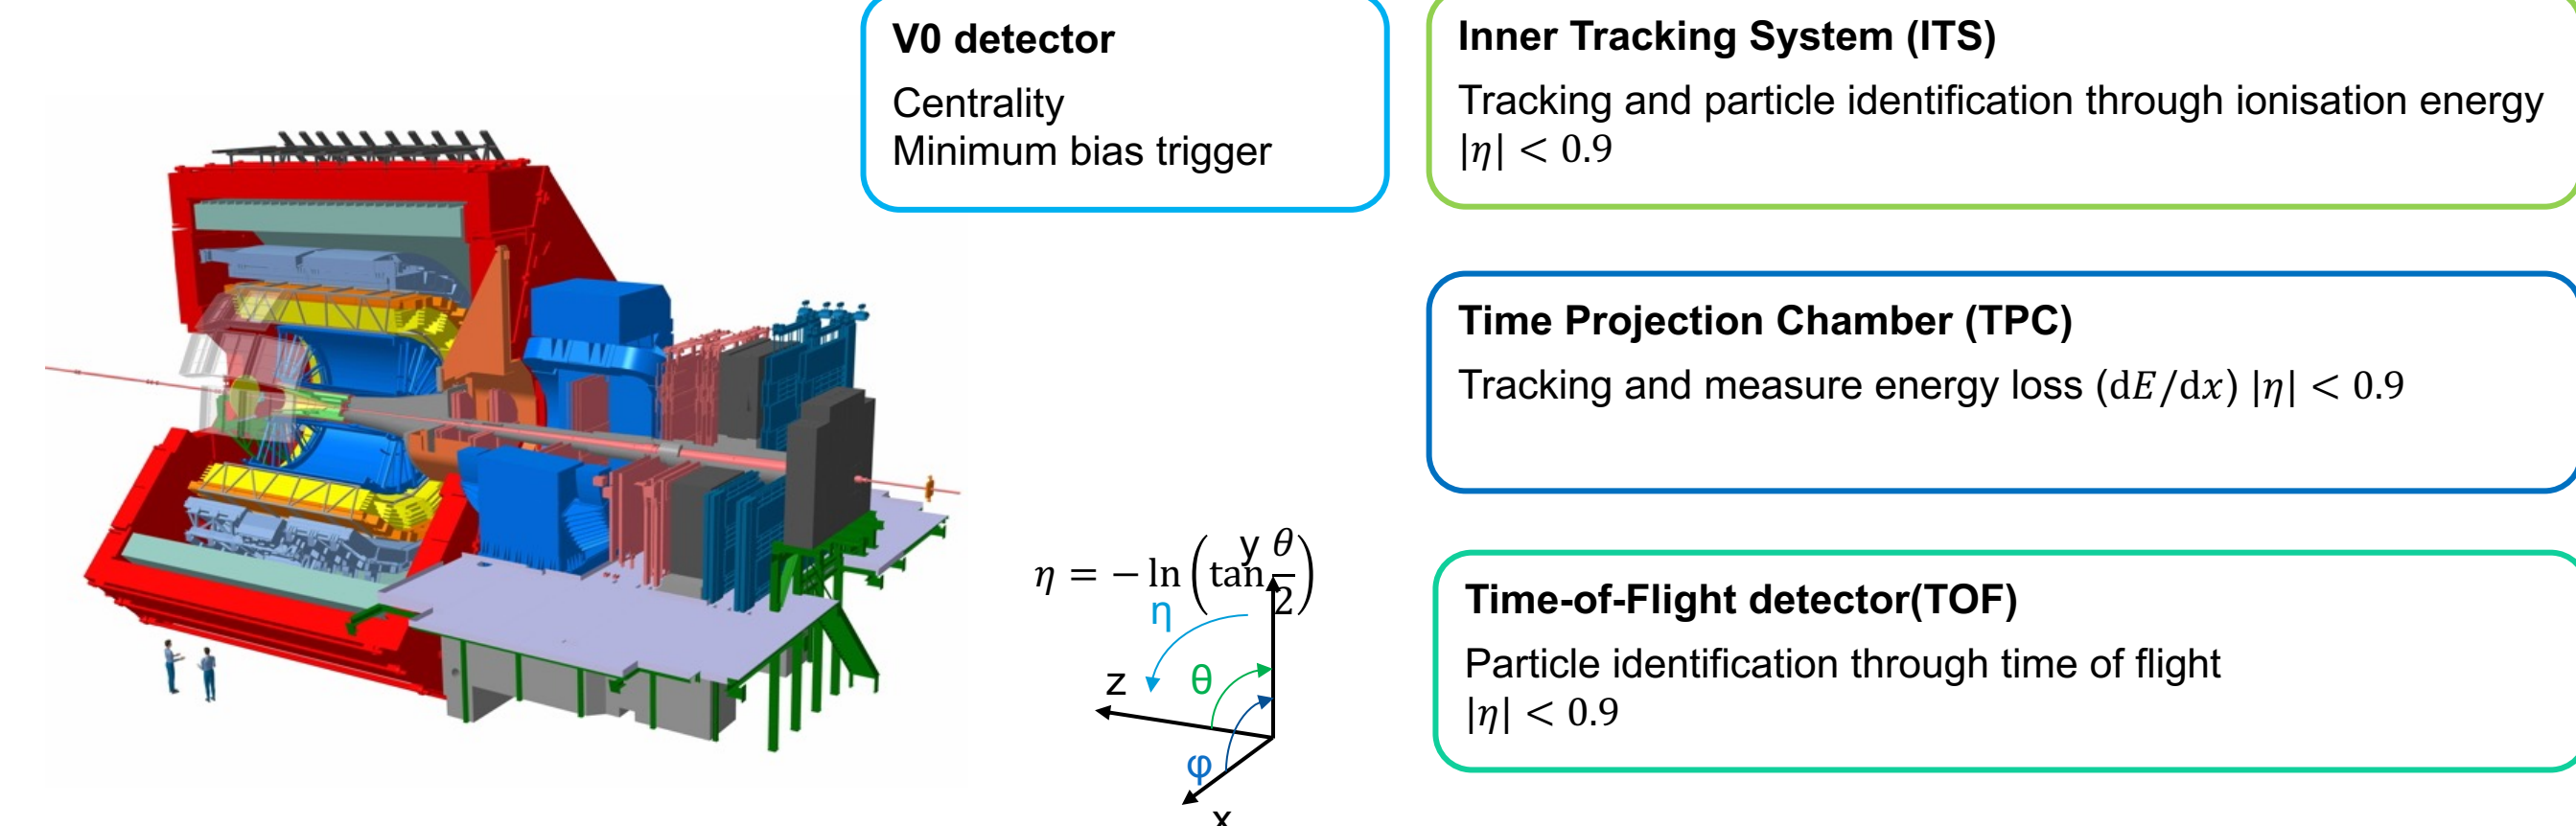 V0 detector
Centrality
Minimum bias trigger
Inner Tracking System (ITS)
Tracking and particle identification through ionisation energy
|η| < 0.9
Time Projection Chamber (TPC)
Tracking and measure energy loss (dE/dx) |η| < 0.9
Time-of-Flight detector(TOF)
Particle identification through time of flight
|η| < 0.9
η = − ln (tan θ/2)
y
η
z
θ
φ
x